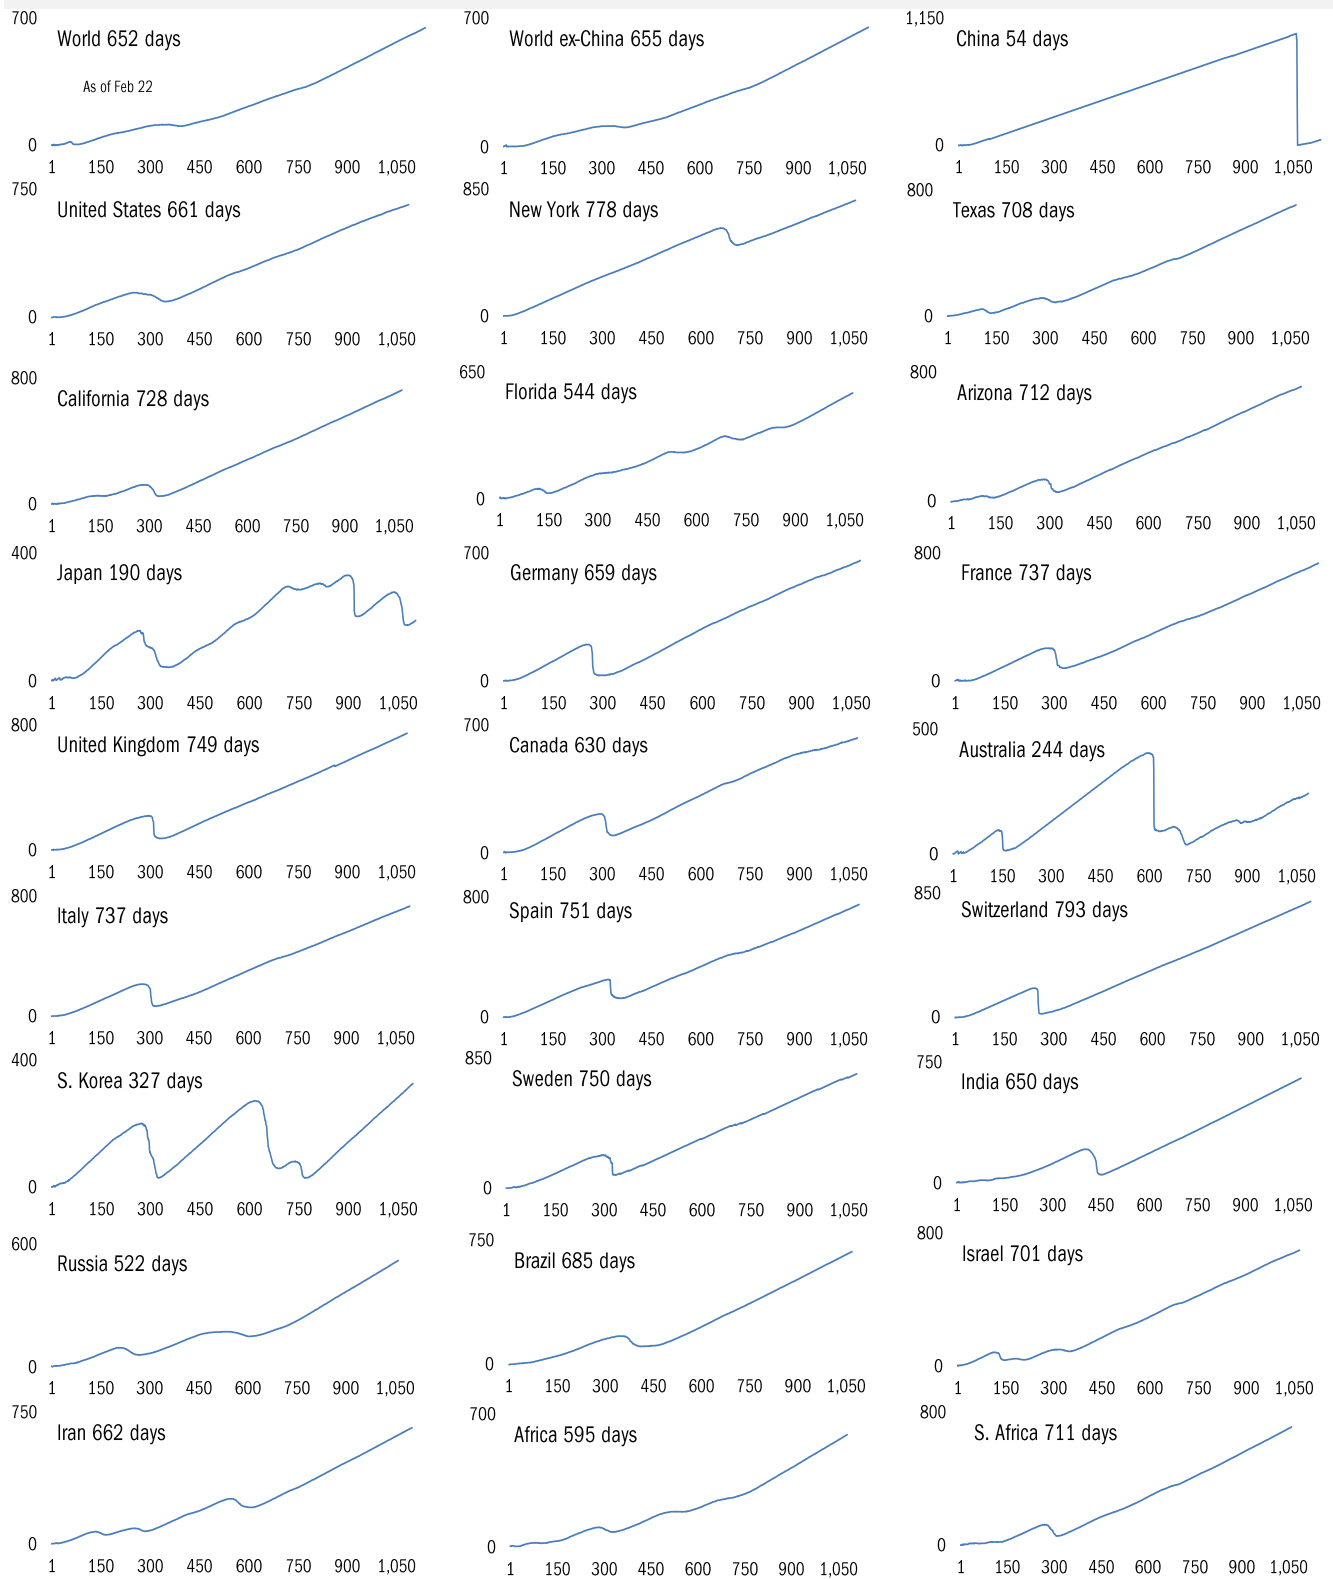 700 700 1,150
World 652 days World ex-China 655 days China 54 days
As of Feb 22
0 0 0
1 150 300 450 600 750 900 1,050 1 150 300 450 600 750 900 1,050 1 150 300 450 600 750 900 1,050
750 850 800
United States 661 days New York 778 days Texas 708 days
0 0 0
1 150 300 450 600 750 900 1,050 1 150 300 450 600 750 900 1,050 1 150 300 450 600 750 900 1,050
800 650 800
California 728 days Florida 544 days Arizona 712 days
0 0 0
1 150 300 450 600 750 900 1,050 1 150 300 450 600 750 900 1,050 1 150 300 450 600 750 900 1,050
400 700 800
Japan 190 days Germany 659 days France 737 days
0 0 0
1 150 300 450 600 750 900 1,050 1 150 300 450 600 750 900 1,050 1 150 300 450 600 750 900 1,050
800 700 500
United Kingdom 749 days Canada 630 days Australia 244 days
0 0 0
1 150 300 450 600 750 900 1,050 1 150 300 450 600 750 900 1,050 1 150 300 450 600 750 900 1,050
800 800 850
Italy 737 days Spain 751 days Switzerland 793 days
0 0 0
1 150 300 450 600 750 900 1,050 1 150 300 450 600 750 900 1,050 1 150 300 450 600 750 900 1,050
400 850 750
S. Korea 327 days Sweden 750 days India 650 days
0 0 0
1 150 300 450 600 750 900 1,050 1 150 300 450 600 750 900 1,050 1 150 300 450 600 750 900 1,050
600 750 800
Russia 522 days Brazil 685 days Israel 701 days
0 0 0
1 150 300 450 600 750 900 1,050 1 150 300 450 600 750 900 1,050 1 150 300 450 600 750 900 1,050
750 700 800
Iran 662 days Africa 595 days S. Africa 711 days
0 0 0
1 150 300 450 600 750 900 1,050 1 150 300 450 600 750 900 1,050 1 150 300 450 600 750 900 1,050